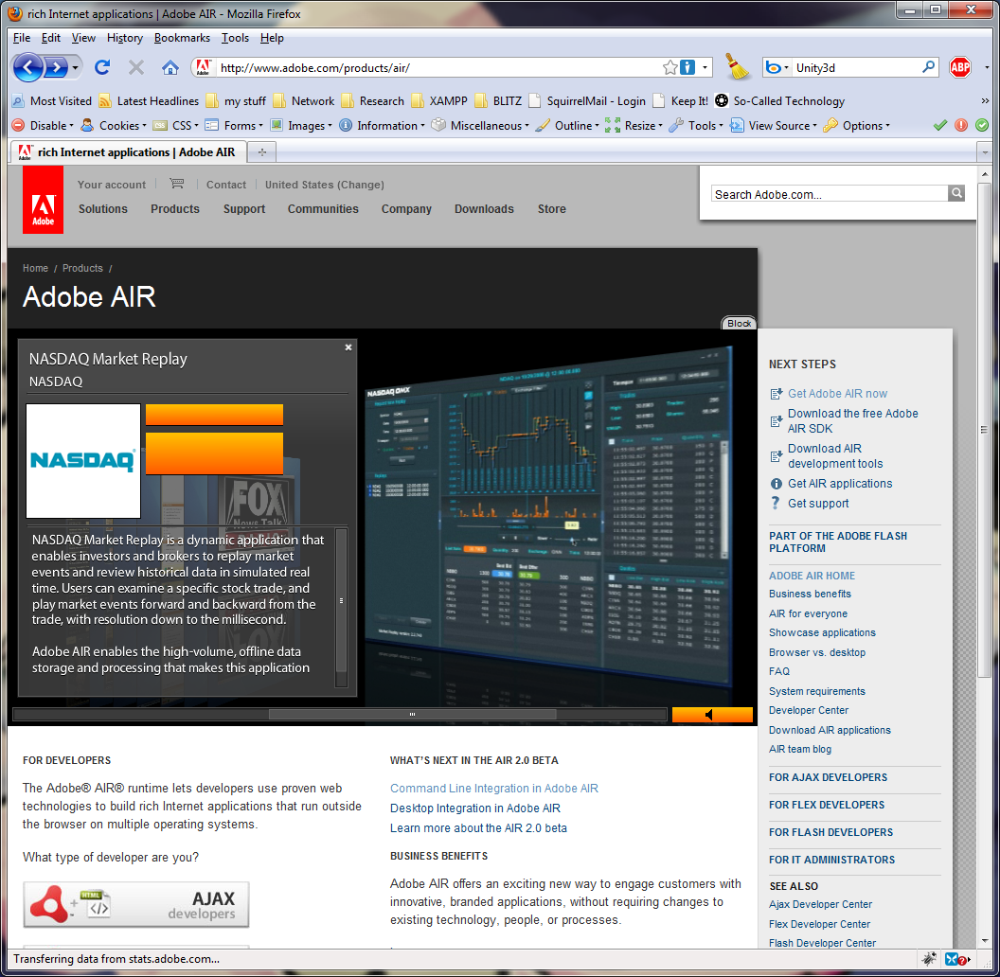 rich Internet applications | Adobe AIR - Mozilla Firefox
File Edit View History Bookmarks Tools Help
http://www.adobe.com/products/air/
Unity3d
ABP
Most Visited Latest Headlines my stuff Network Research XAMPP BLITZ SquirrelMail - Login Keep It! So-Called Technology
Disable Cookies CSS Forms Images Information Miscellaneous Outline Resize Tools View Source Options
rich Internet applications | Adobe AIR
Adobe
Your account Contact United States (Change)
Solutions Products Support Communities Company Downloads Store
Search Adobe.com...
Home / Products /
Adobe AIR
Block
NASDAQ Market Replay
NASDAQ
NASDAQ
FOX
News Talk
NASDAQ Market Replay is a dynamic application that
enables investors and brokers to replay market
events and review historical data in simulated real
time. Users can examine a specific stock trade, and
play market events forward and backward from the
trade, with resolution down to the millisecond.
Adobe AIR enables the high-volume, offline data
storage and processing that makes this application
NASDAQ OMX
NEXT STEPS
Get Adobe AIR now
Download the free Adobe
AIR SDK
Download AIR
development tools
Get AIR applications
Get support
PART OF THE ADOBE FLASH
PLATFORM
ADOBE AIR HOME
Business benefits
AIR for everyone
Showcase applications
Browser vs. desktop
FAQ
System requirements
Developer Center
Download AIR applications
AIR team blog
FOR AJAX DEVELOPERS
FOR FLEX DEVELOPERS
FOR FLASH DEVELOPERS
FOR IT ADMINISTRATORS
SEE ALSO
Ajax Developer Center
Flex Developer Center
Flash Developer Center
FOR DEVELOPERS
The Adobe® AIR® runtime lets developers use proven web
technologies to build rich Internet applications that run outside
the browser on multiple operating systems.
What type of developer are you?
HTML
AJAX
developers
WHAT'S NEXT IN THE AIR 2.0 BETA
Command Line Integration in Adobe AIR
Desktop Integration in Adobe AIR
Learn more about the AIR 2.0 beta
BUSINESS BENEFITS
Adobe AIR offers an exciting new way to engage customers with
innovative, branded applications, without requiring changes to
existing technology, people, or processes.
Transferring data from stats.adobe.com...